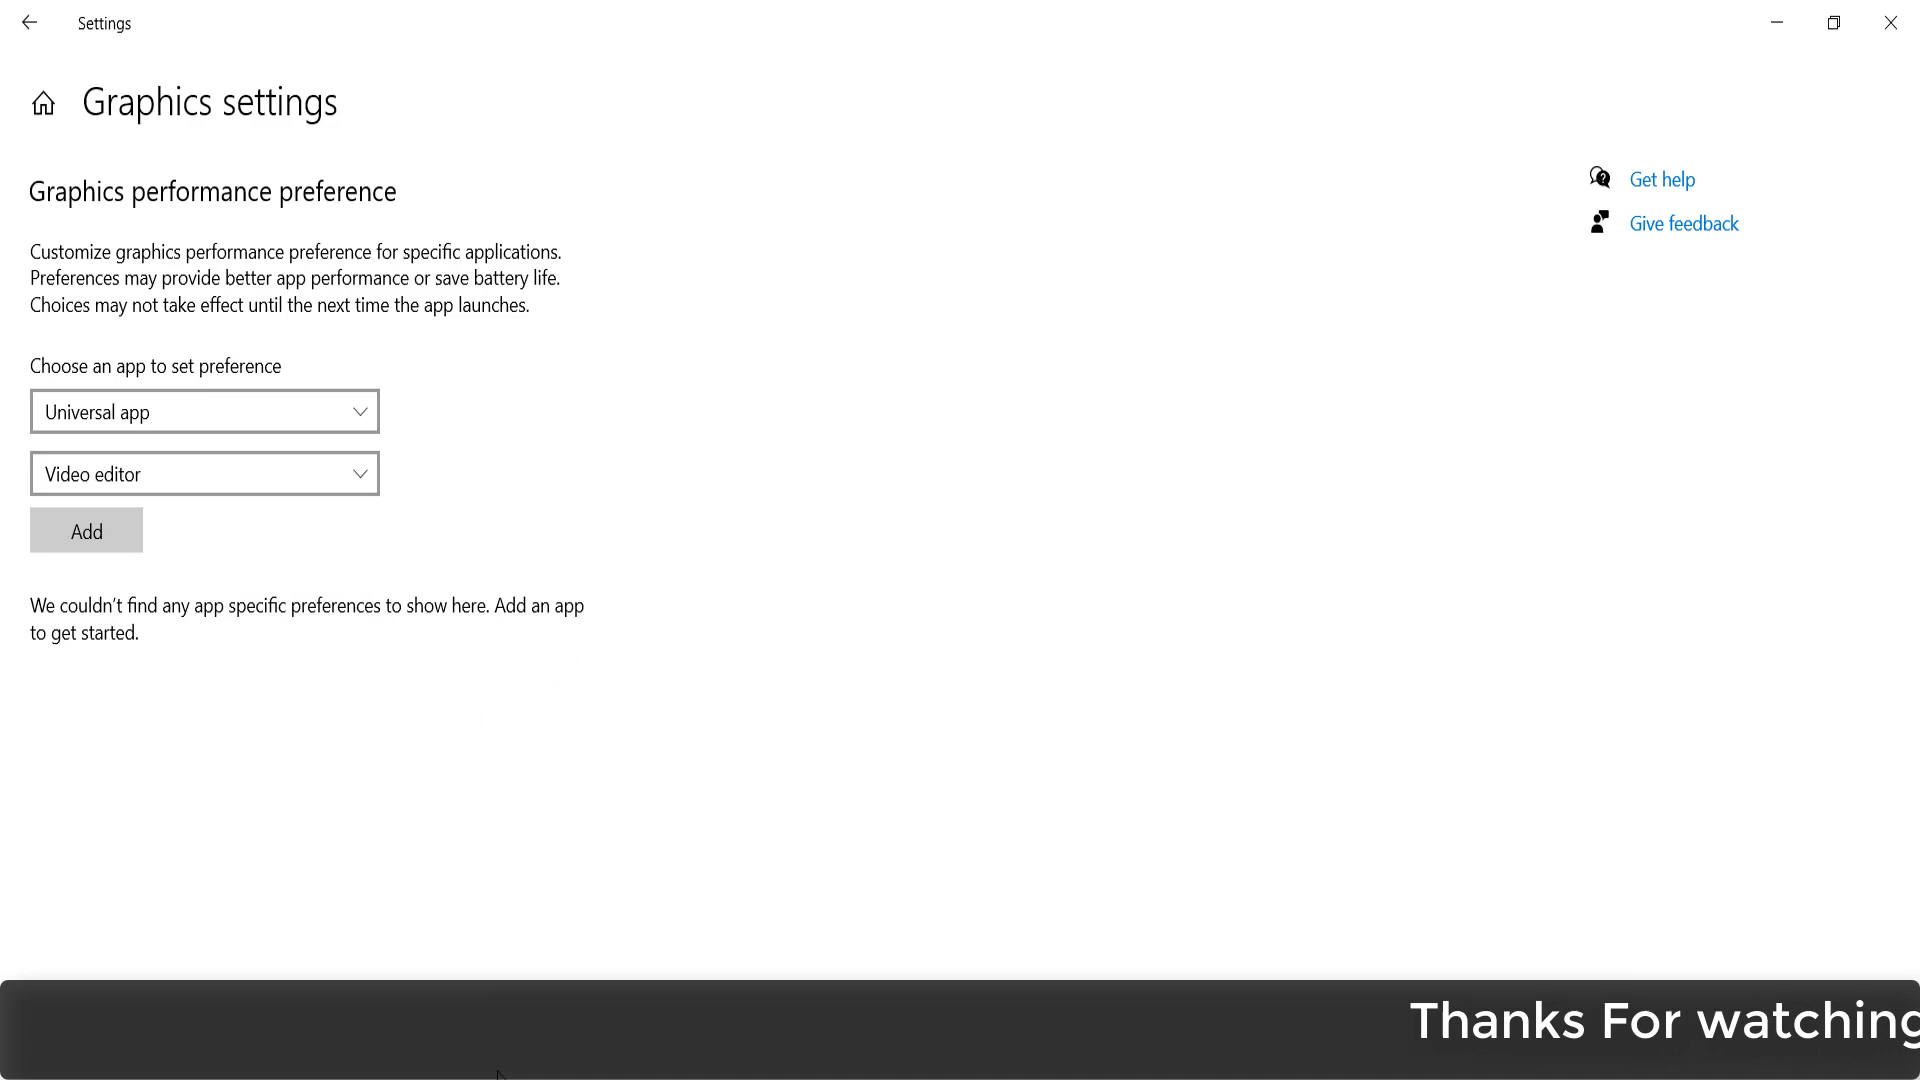 Settings
Graphics settings
Graphics performance preference
Get help
Give feedback
Customize graphics performance preference for specific applications.
Preferences may provide better app performance or save battery life.
Choices may not take effect until the next time the app launches.
Choose an app to set preference
Universal app
Video editor
Add
We couldn't find any app specific preferences to show here. Add an app
to get started.
Thanks For watching